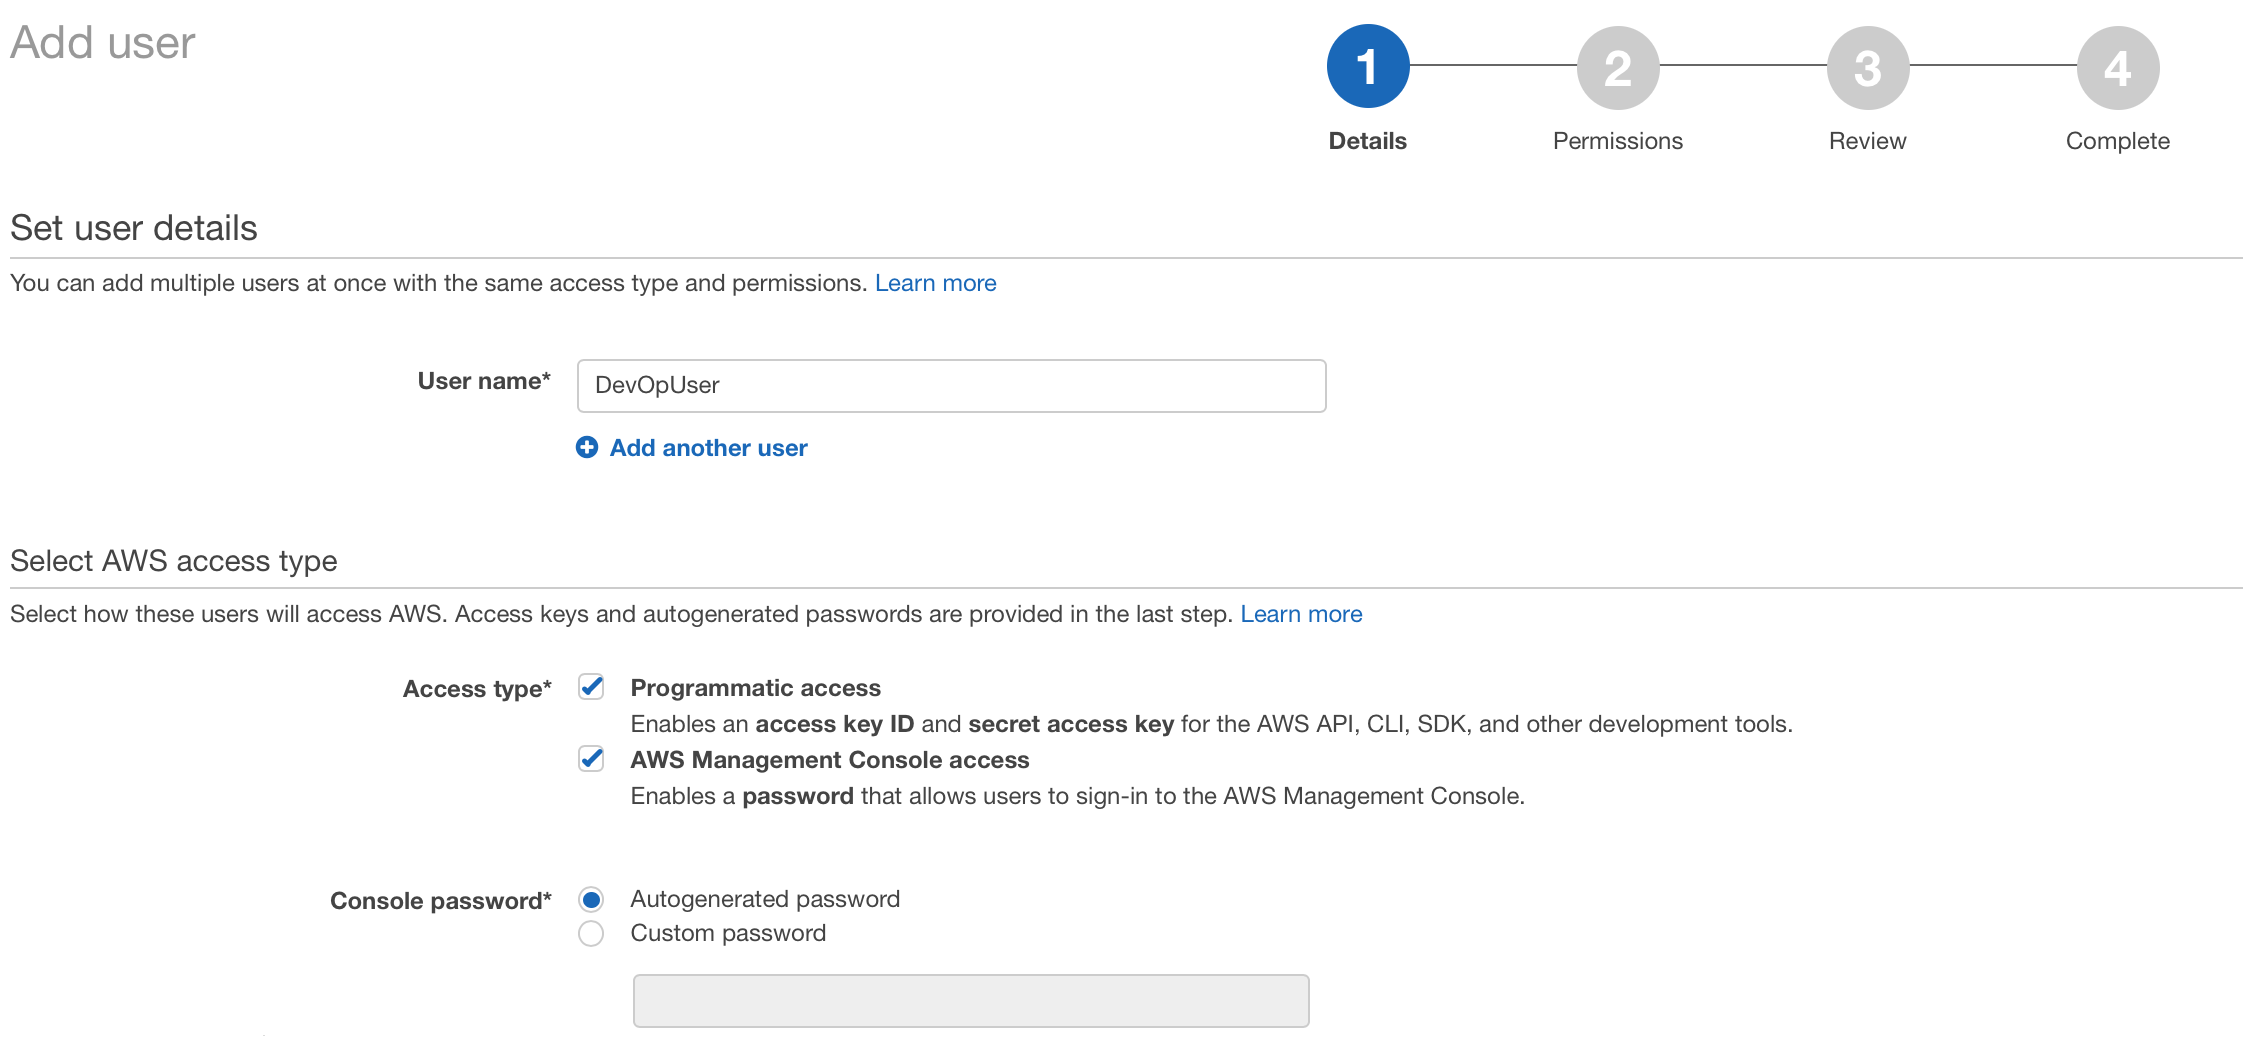 Add user
1
2
3
4
Details
Permissions
Review
Complete
Set user details
You can add multiple users at once with the same access type and permissions. Learn more
User name*
DevOpUser
Add another user
Select AWS access type
Select how these users will access AWS. Access keys and autogenerated passwords are provided in the last step. Learn more
Access type*
Programmatic access
Enables an access key ID and secret access key for the AWS API, CLI, SDK, and other development tools.
AWS Management Console access
Enables a password that allows users to sign-in to the AWS Management Console.
Console password*
Autogenerated password
Custom password